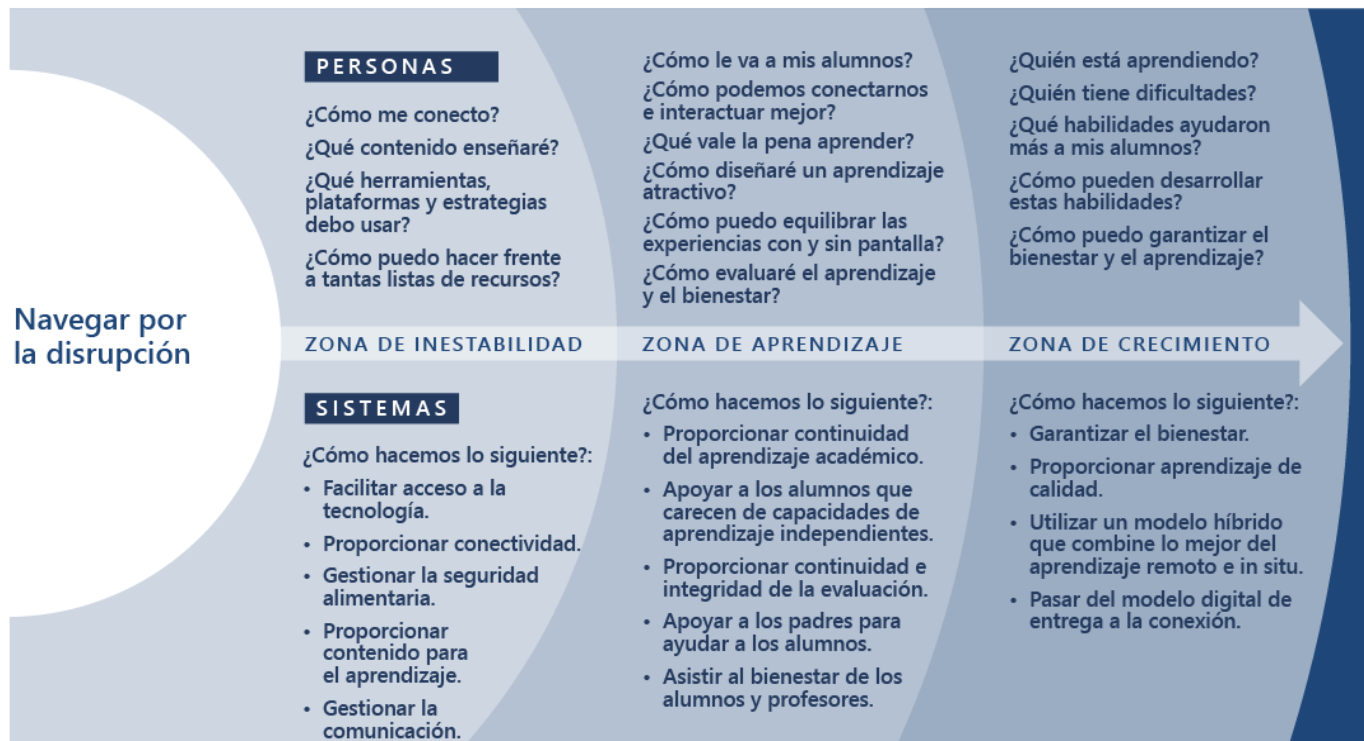 Navegar por
la disrupción
PERSONAS
¿Cómo me conecto?
¿Qué contenido enseñaré?
¿Qué herramientas,
plataformas y estrategias
debo usar?
¿Cómo puedo hacer frente
a tantas listas de recursos?
¿Cómo le va a mis alumnos?
¿Cómo podemos conectarnos
e interactuar mejor?
¿Qué vale la pena aprender?
¿Cómo diseñaré un aprendizaje
atractivo?
¿Cómo puedo equilibrar las
experiencias con y sin pantalla?
¿Cómo evaluaré el aprendizaje
y el bienestar?
¿Quién está aprendiendo?
¿Quién tiene dificultades?
¿Qué habilidades ayudaron
más a mis alumnos?
¿Cómo pueden desarrollar
estas habilidades?
¿Cómo puedo garantizar el
bienestar y el aprendizaje?
ZONA DE INESTABILIDAD
ZONA DE APRENDIZAJE
ZONA DE CRECIMIENTO
SISTEMAS
¿Cómo hacemos lo siguiente?:
• Facilitar acceso a la
tecnología.
• Proporcionar conectividad.
• Gestionar la seguridad
alimentaria.
• Proporcionar
contenido para
el aprendizaje.
• Gestionar la
comunicación.
¿Cómo hacemos lo siguiente?:
• Proporcionar continuidad
del aprendizaje académico.
• Apoyar a los alumnos que
carecen de capacidades de
aprendizaje independientes.
• Proporcionar continuidad e
integridad de la evaluación.
• Apoyar a los padres para
ayudar a los alumnos.
• Asistir al bienestar de los
alumnos y profesores.
¿Cómo hacemos lo siguiente?:
• Garantizar el bienestar.
• Proporcionar aprendizaje de
calidad.
• Utilizar un modelo híbrido
que combine lo mejor del
aprendizaje remoto e in situ.
• Pasar del modelo digital de
entrega a la conexión.